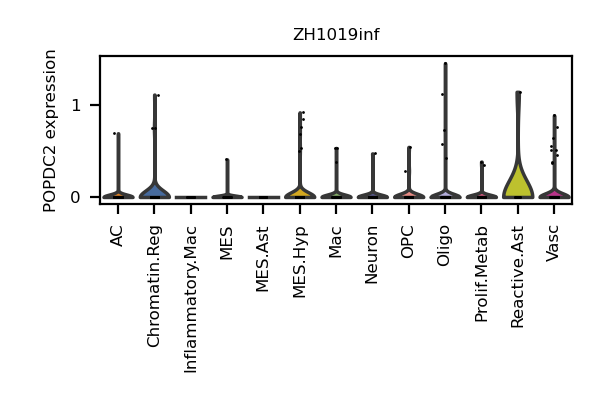 ZH1019inf
POPDC2 expression
1
0
AC
Chromatin.Reg
Inflammatory.Mac
MES
MES.Ast
MES.Hyp
Mac
Neuron
OPC
Oligo
Prolif.Metab
Reactive.Ast
Vasc